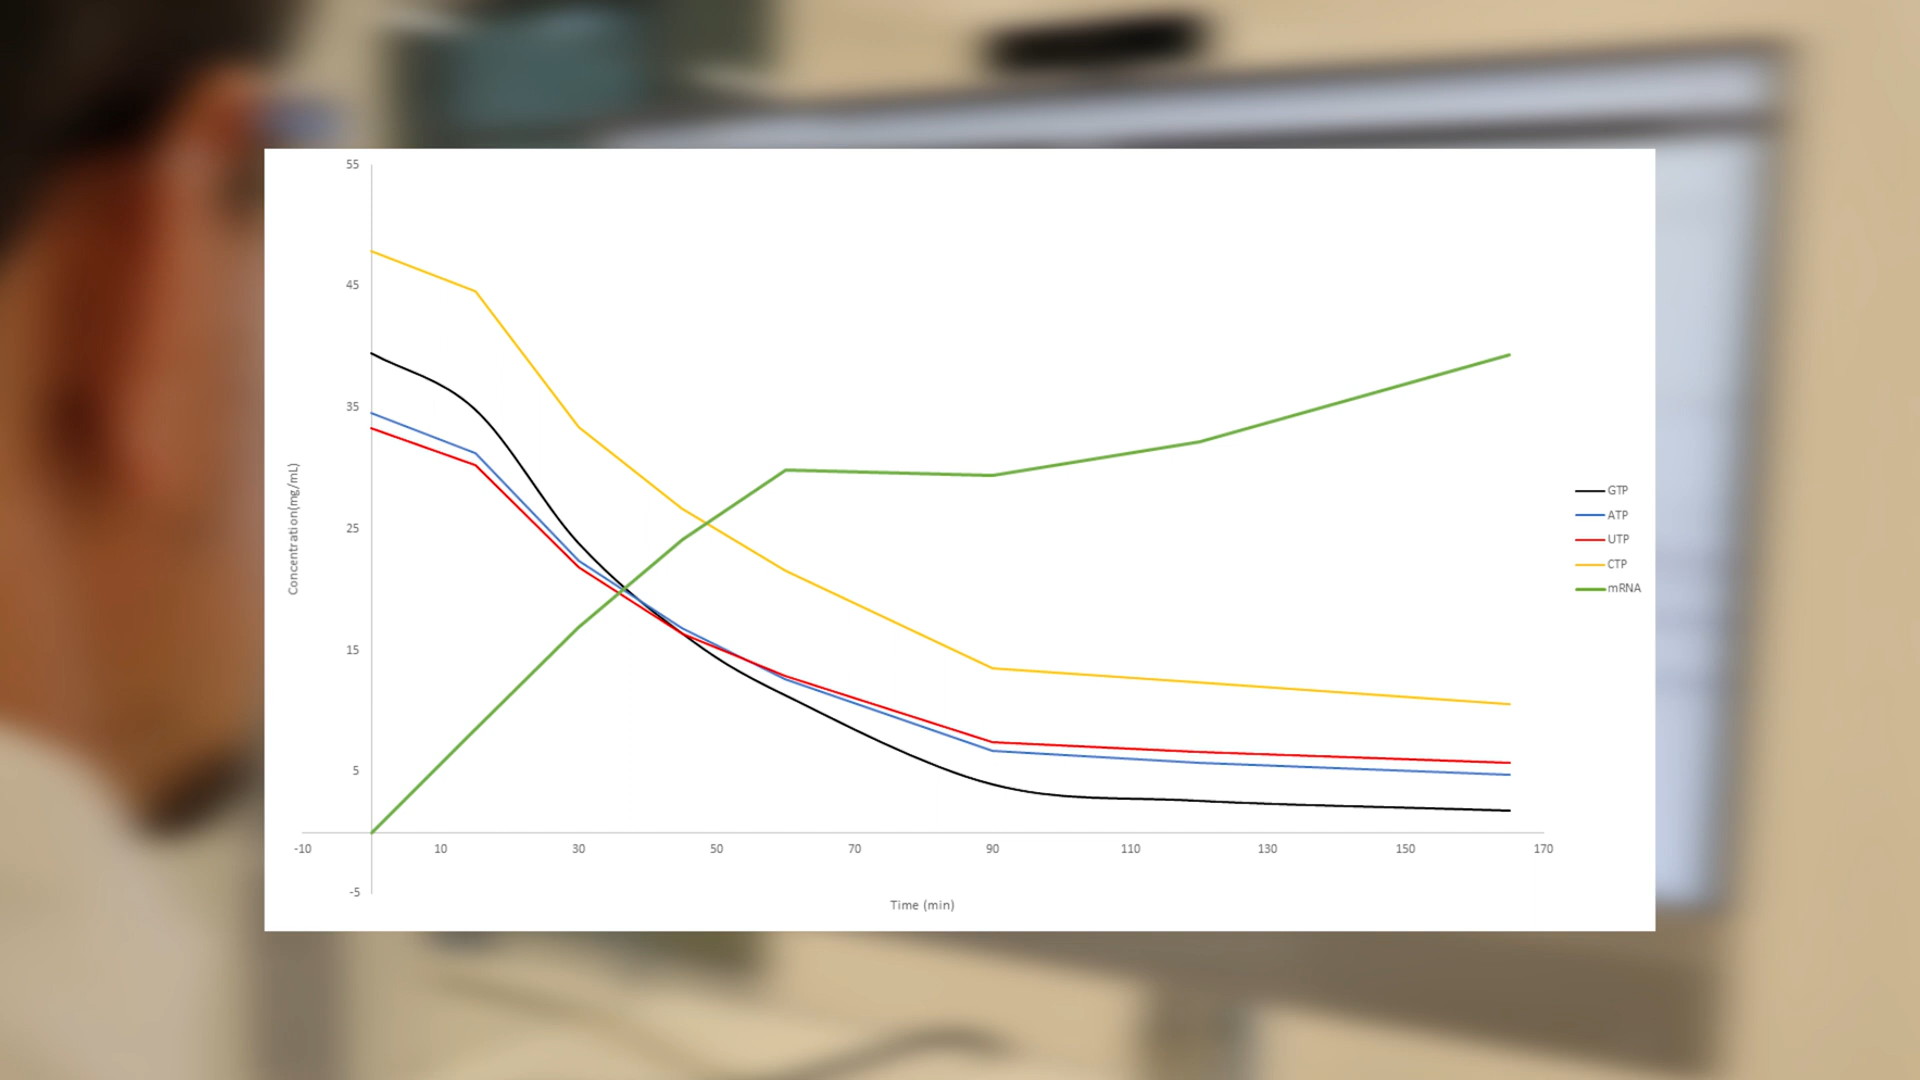 55
45
35
25
15
5
-5
-10 10 30 50 70 90 110 130 150 170
Concentration(mg/mL)
Time (min)
GTP
ATP
UTP
CTP
mRNA